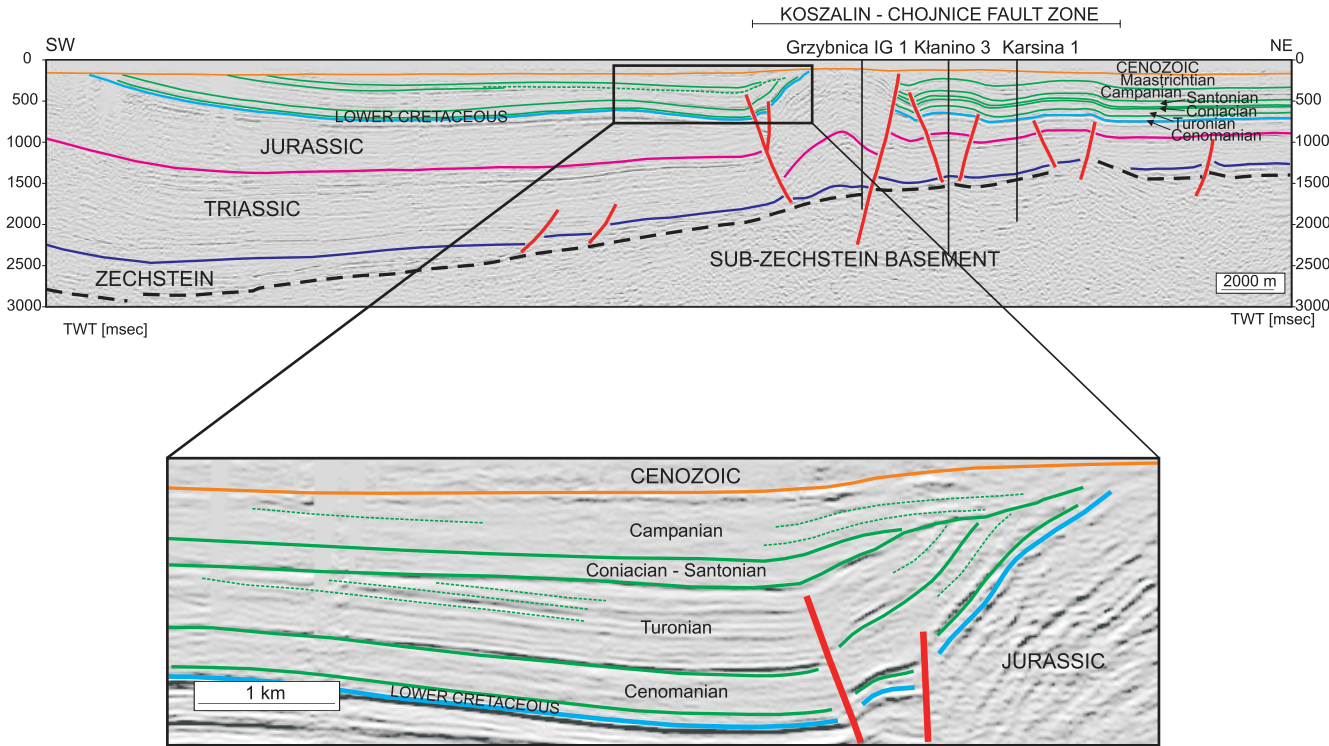 KOSZALIN - CHOJNICE FAULT ZONE
SW
Grzybnica IG 1 Kłanino 3 Karsina 1
NE
0
500
1000
1500
2000
2500
3000
0
500
1000
1500
2000
2500
3000
CENOZOIC
Maastrichtian
Campanian
Santonian
Coniacian
Turonian
Cenomanian
LOWER CRETACEOUS
JURASSIC
TRIASSIC
ZECHSTEIN
SUB-ZECHSTEIN BASEMENT
2000 m
TWT [msec]
TWT [msec]
CENOZOIC
Campanian
Coniacian - Santonian
Turonian
JURASSIC
Cenomanian
1 km
LOWER CRETACEOUS